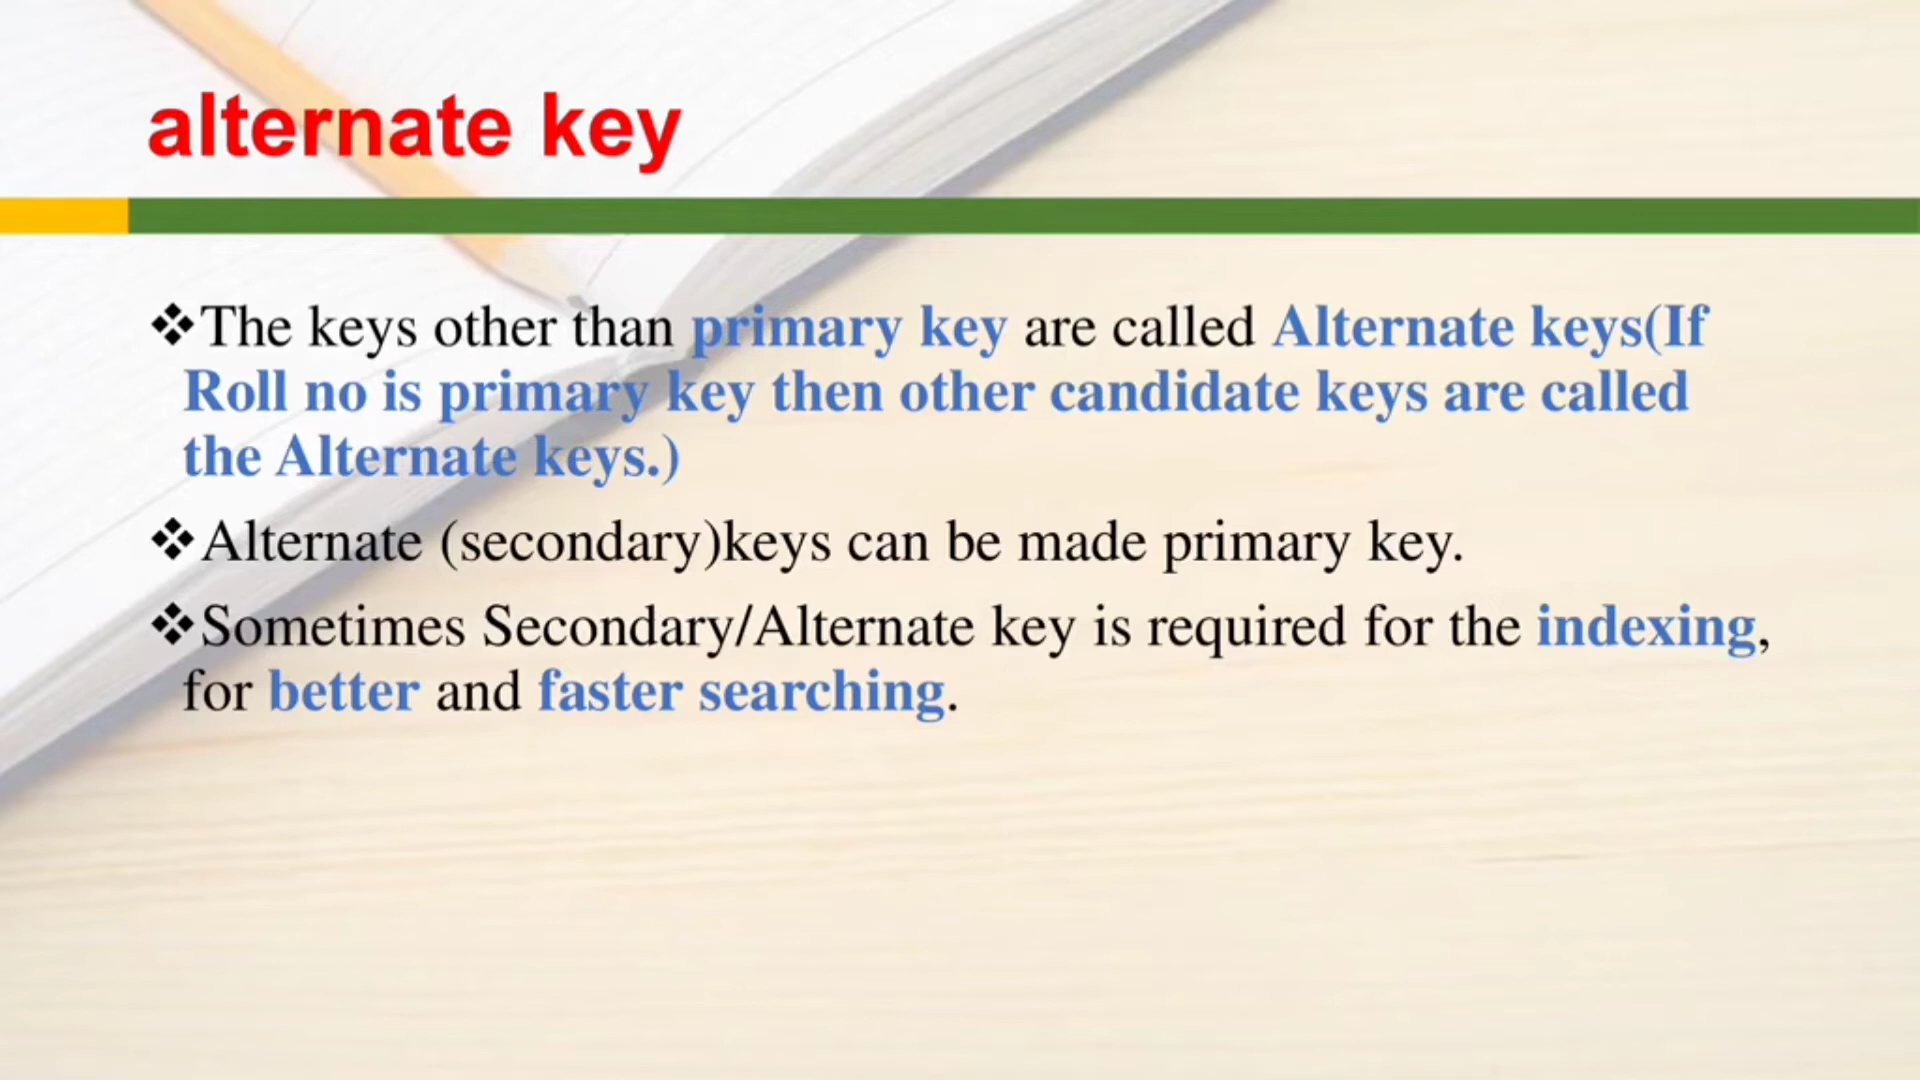 alternate key
❖The keys other than primary key are called Alternate keys(If
Roll no is primary key then other candidate keys are called
the Alternate keys.)
❖Alternate (secondary)keys can be made primary key.
❖Sometimes Secondary/Alternate key is required for the indexing,
for better and faster searching.